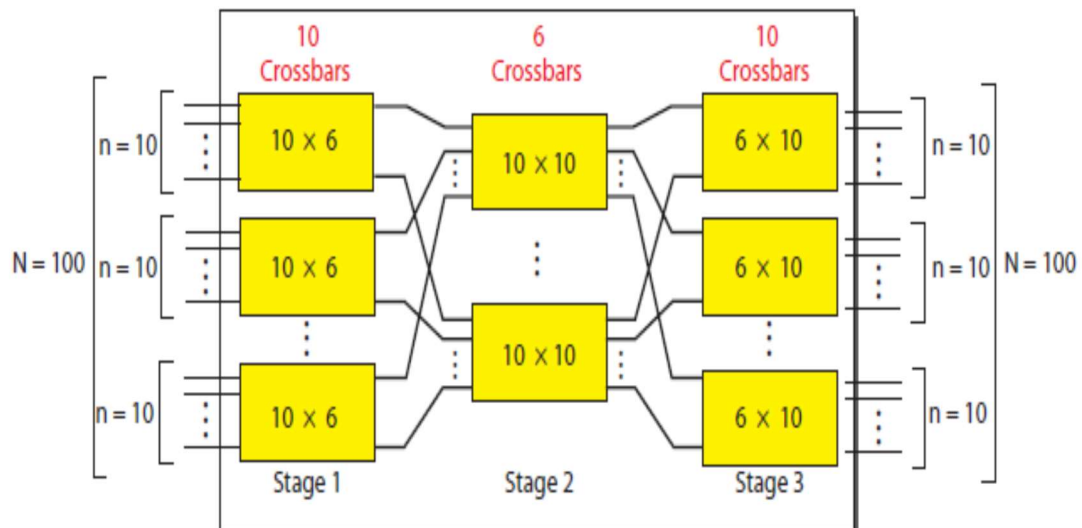 10
Crossbars
6
Crossbars
10
Crossbars
n = 10
10 × 6
10 × 10
6 × 10
n = 10
N = 100
n = 10
10 × 6
6 × 10
n = 10
N = 100
10 × 10
n = 10
10 × 6
6 × 10
n = 10
Stage 1
Stage 2
Stage 3